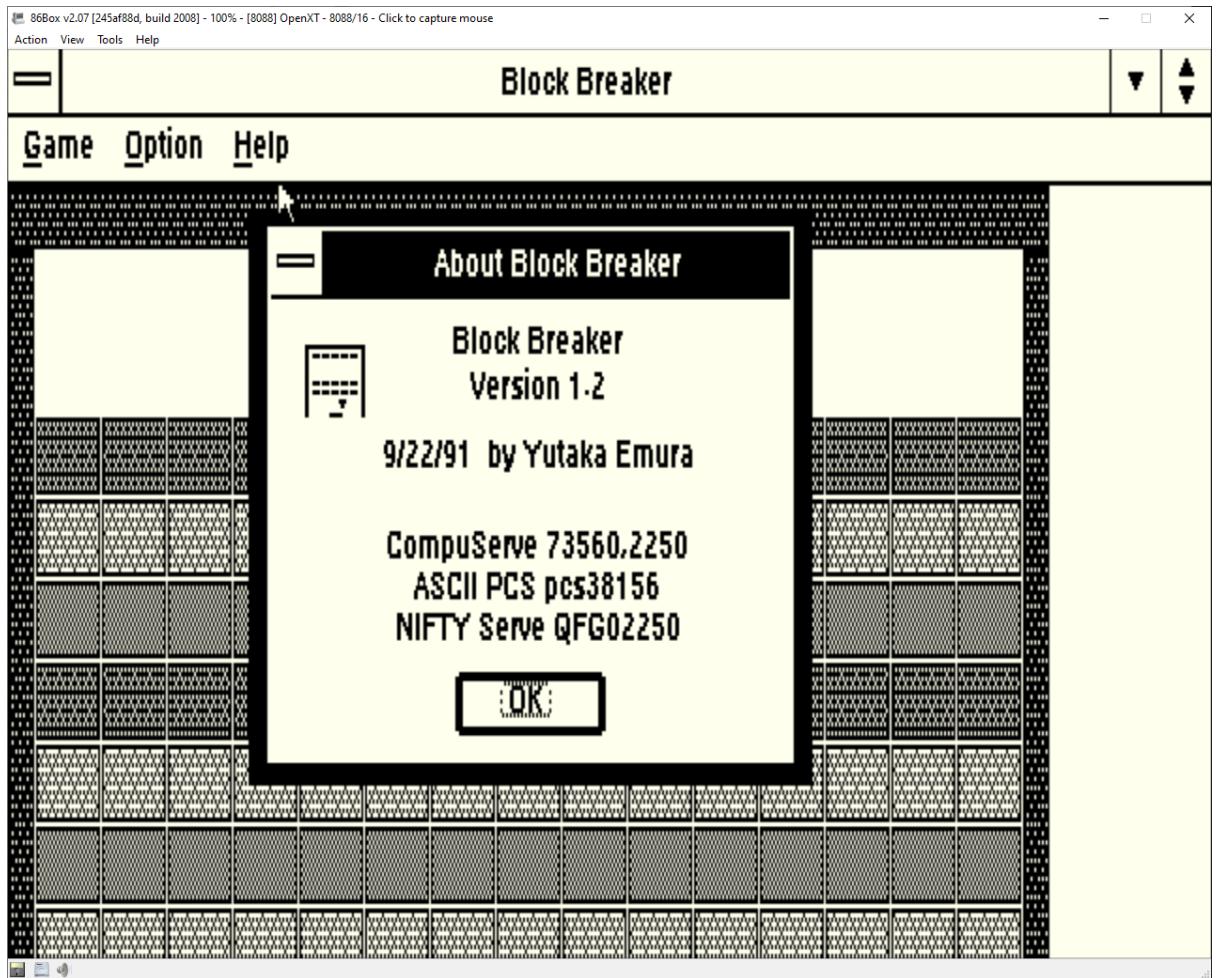 86Box v2.07 [245af88d, build 2008] - 100% - [8088] OpenXT - 8088/16 - Click to capture mouse
Action View Tools Help
Block Breaker
Game Option Help
About Block Breaker
Block Breaker
Version 1.2
9/22/91 by Yutaka Emura
CompuServe 73560,2250
ASCII PCS pcs38156
NIFTY Serve QFG02250
OK